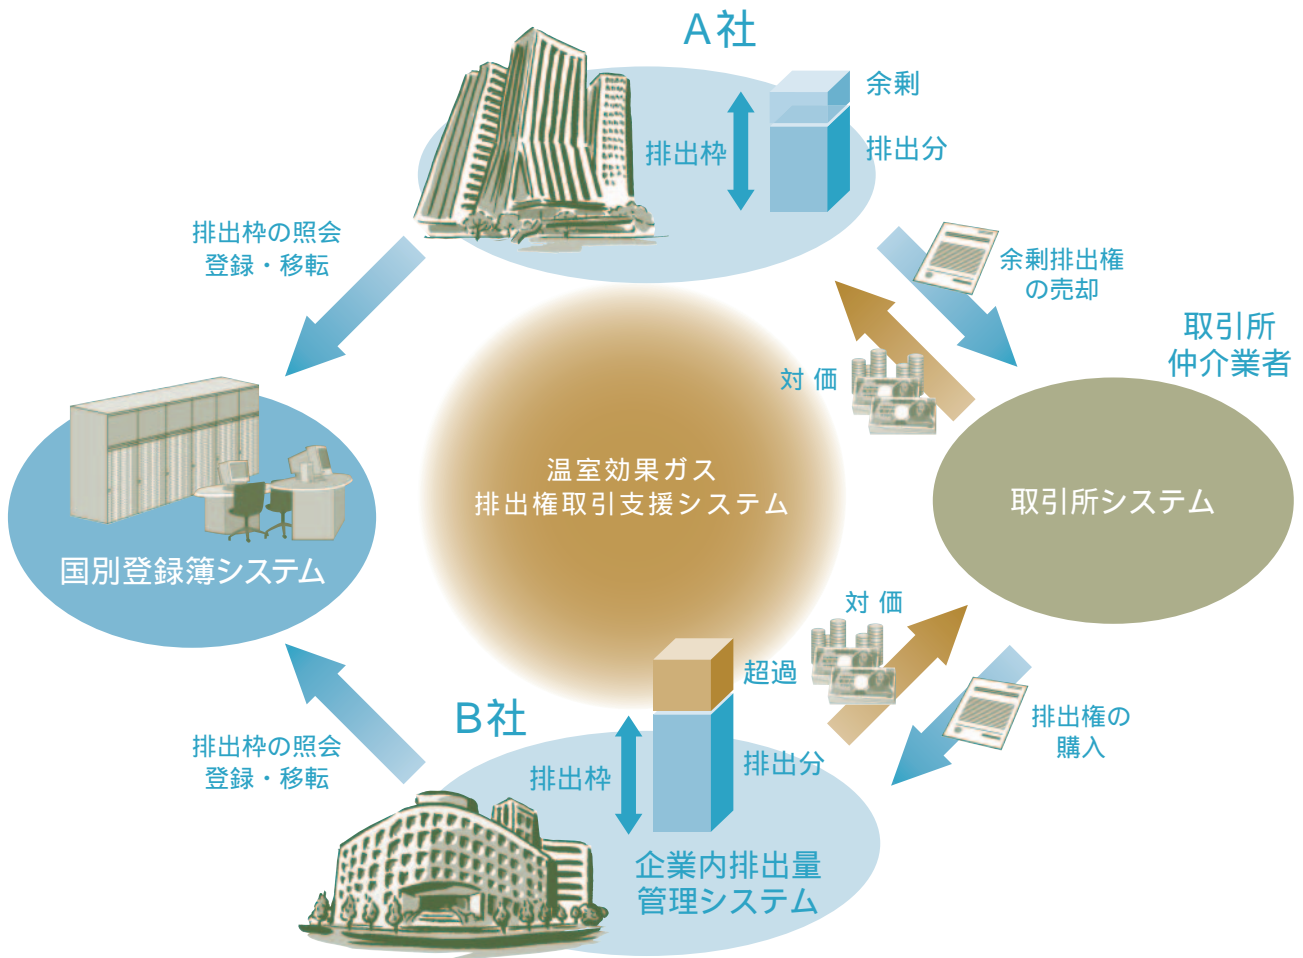 A社
余剰
排出枠
排出分
排出枠の照会
登録・移転
余剰排出権
の売却
取引所
仲介業者
対 価
温室効果ガス
排出権取引支援システム
取引所システム
国別登録簿システム
対 価
超過
B社
排出権の
購入
排出枠の照会
登録・移転
排出枠
排出分
企業内排出量
管理システム